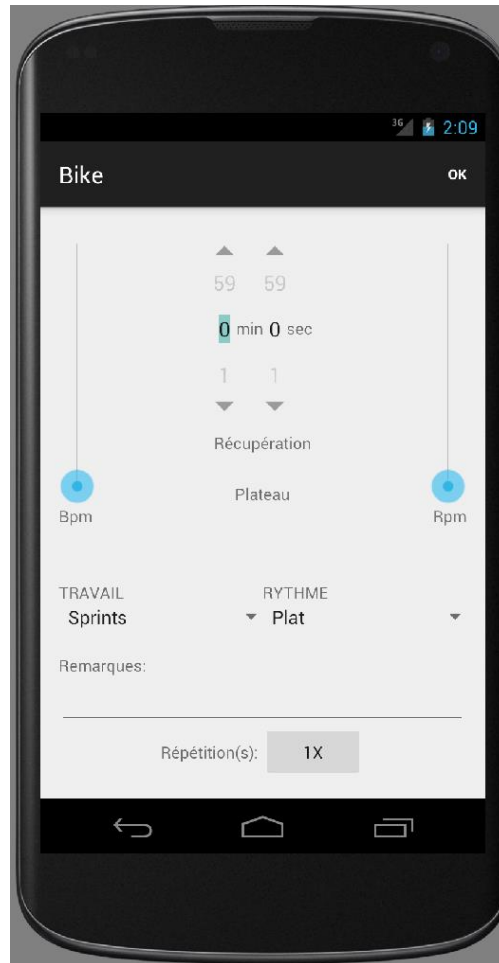 3G 2:09
Bike OK
59 59
0 min 0 sec
1 1
Récupération
Plateau
Bpm Rpm
TRAVAIL RYTHME
Sprints Plat
Remarques:
Répétition(s): 1X